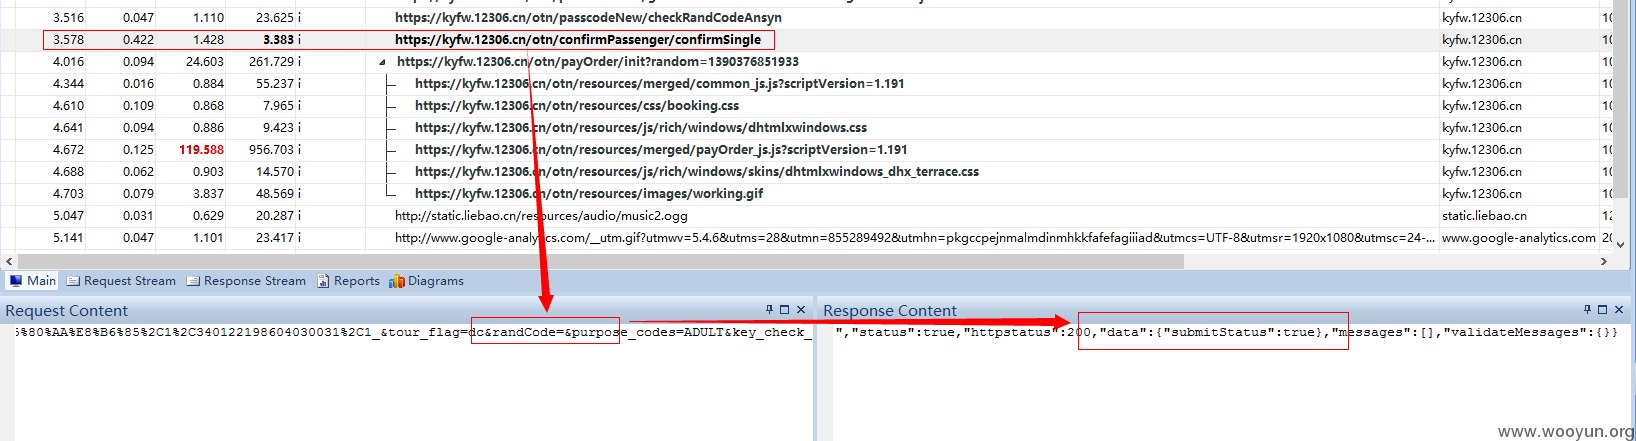 3.516 0.047 1.110 23.625 i https://kyfw.12306.cn/otn/passcodeNew/checkRandCodeAnsyn kyfw.12306.cn 10
3.578 0.422 1.428 3.383 i https://kyfw.12306.cn/otn/confirmPassenger/confirmSingle kyfw.12306.cn 10
4.016 0.094 24.603 261.729 i https://kyfw.12306.cn/otn/payOrder/init?random=1390376851933 kyfw.12306.cn 10
4.344 0.016 0.884 55.237 i https://kyfw.12306.cn/otn/resources/merged/common_js.js?scriptVersion=1.191 kyfw.12306.cn 10
4.610 0.109 0.868 7.965 i https://kyfw.12306.cn/otn/resources/css/booking.css kyfw.12306.cn 10
4.641 0.094 0.886 9.423 i https://kyfw.12306.cn/otn/resources/js/rich/windows/dhtmlxwindows.css kyfw.12306.cn 10
4.672 0.125 119.588 956.703 i https://kyfw.12306.cn/otn/resources/merged/payOrder_js.js?scriptVersion=1.191 kyfw.12306.cn 10
4.688 0.062 0.903 14.570 i https://kyfw.12306.cn/otn/resources/js/rich/windows/skins/dhtmlxwindows_dhx_terrace.css kyfw.12306.cn 10
4.703 0.079 3.837 48.569 i https://kyfw.12306.cn/otn/resources/images/working.gif kyfw.12306.cn 10
5.047 0.031 0.629 20.287 i http://static.liebao.cn/resources/audio/music2.ogg static.liebao.cn 12
5.141 0.047 1.101 23.417 i http://www.google-analytics.com/__utm.gif?utmwv=5.4.6&utms=28&utmn=855289492&utmhn=pkgccpejnmalmdinmhkkfafefagiiiad&utmcs=UTF-8&utmsr=1920x1080&utmsc=24-... www.google-analytics.com 20
Main Request Stream Response Stream Reports Diagrams
Request Content
5%80%AA%E8%B6%85%2C1%2C340122198604030031%2C1_&tour_flag=dc&randCode=&purpose_codes=ADULT&key_check_
Response Content
","status":true,"httpstatus":200,"data":{"submitStatus":true},"messages":[],"validateMessages":{}}
www.wooyun.org